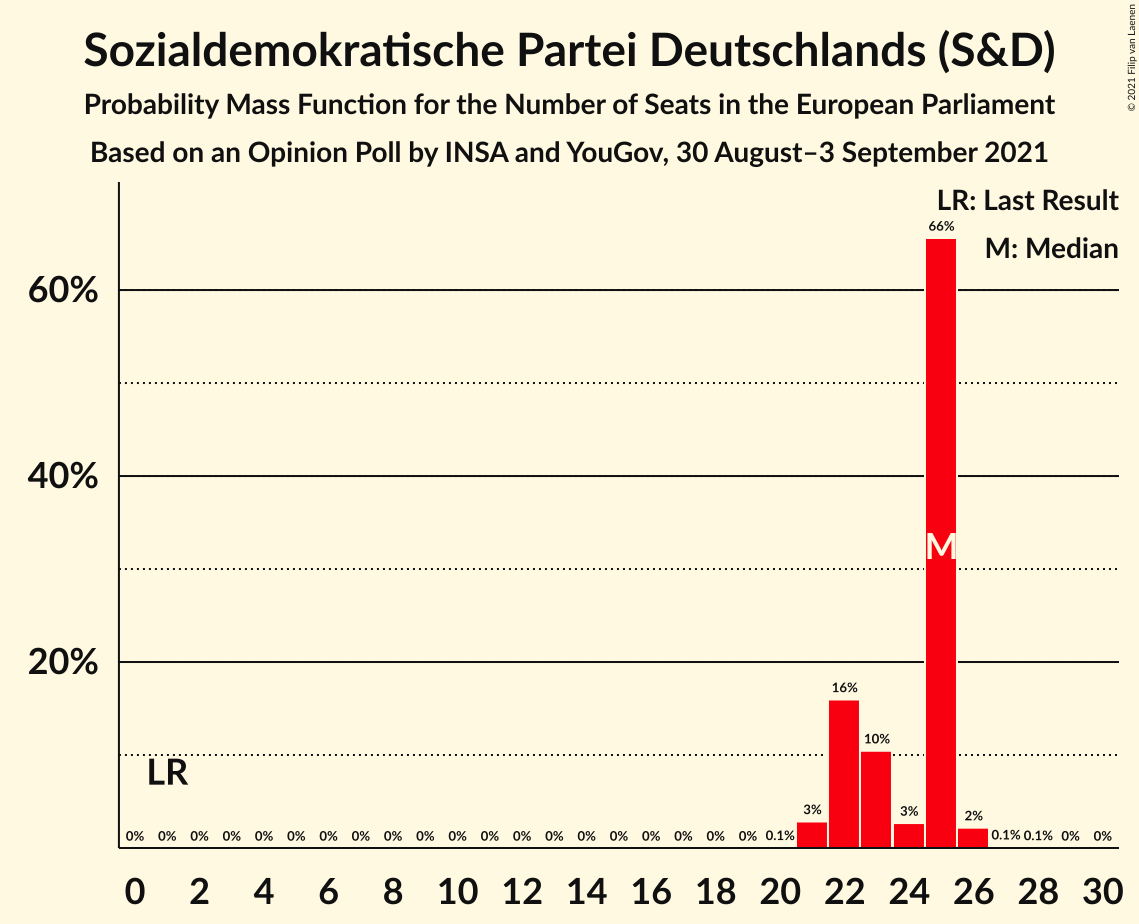 Sozialdemokratische Partei Deutschlands (S&D)
Probability Mass Function for the Number of Seats in the European Parliament
Based on an Opinion Poll by INSA and YouGov, 30 August–3 September 2021
© 2021 Filip van Laenen
LR: Last Result
66%
M: Median
60%
40%
M
20%
16%
10%
LR
3% 3% 2%
0% 0% 0% 0% 0% 0% 0% 0% 0% 0% 0% 0% 0% 0% 0% 0% 0% 0% 0% 0% 0.1% 0.1% 0.1% 0% 0%
0 2 4 6 8 10 12 14 16 18 20 22 24 26 28 30